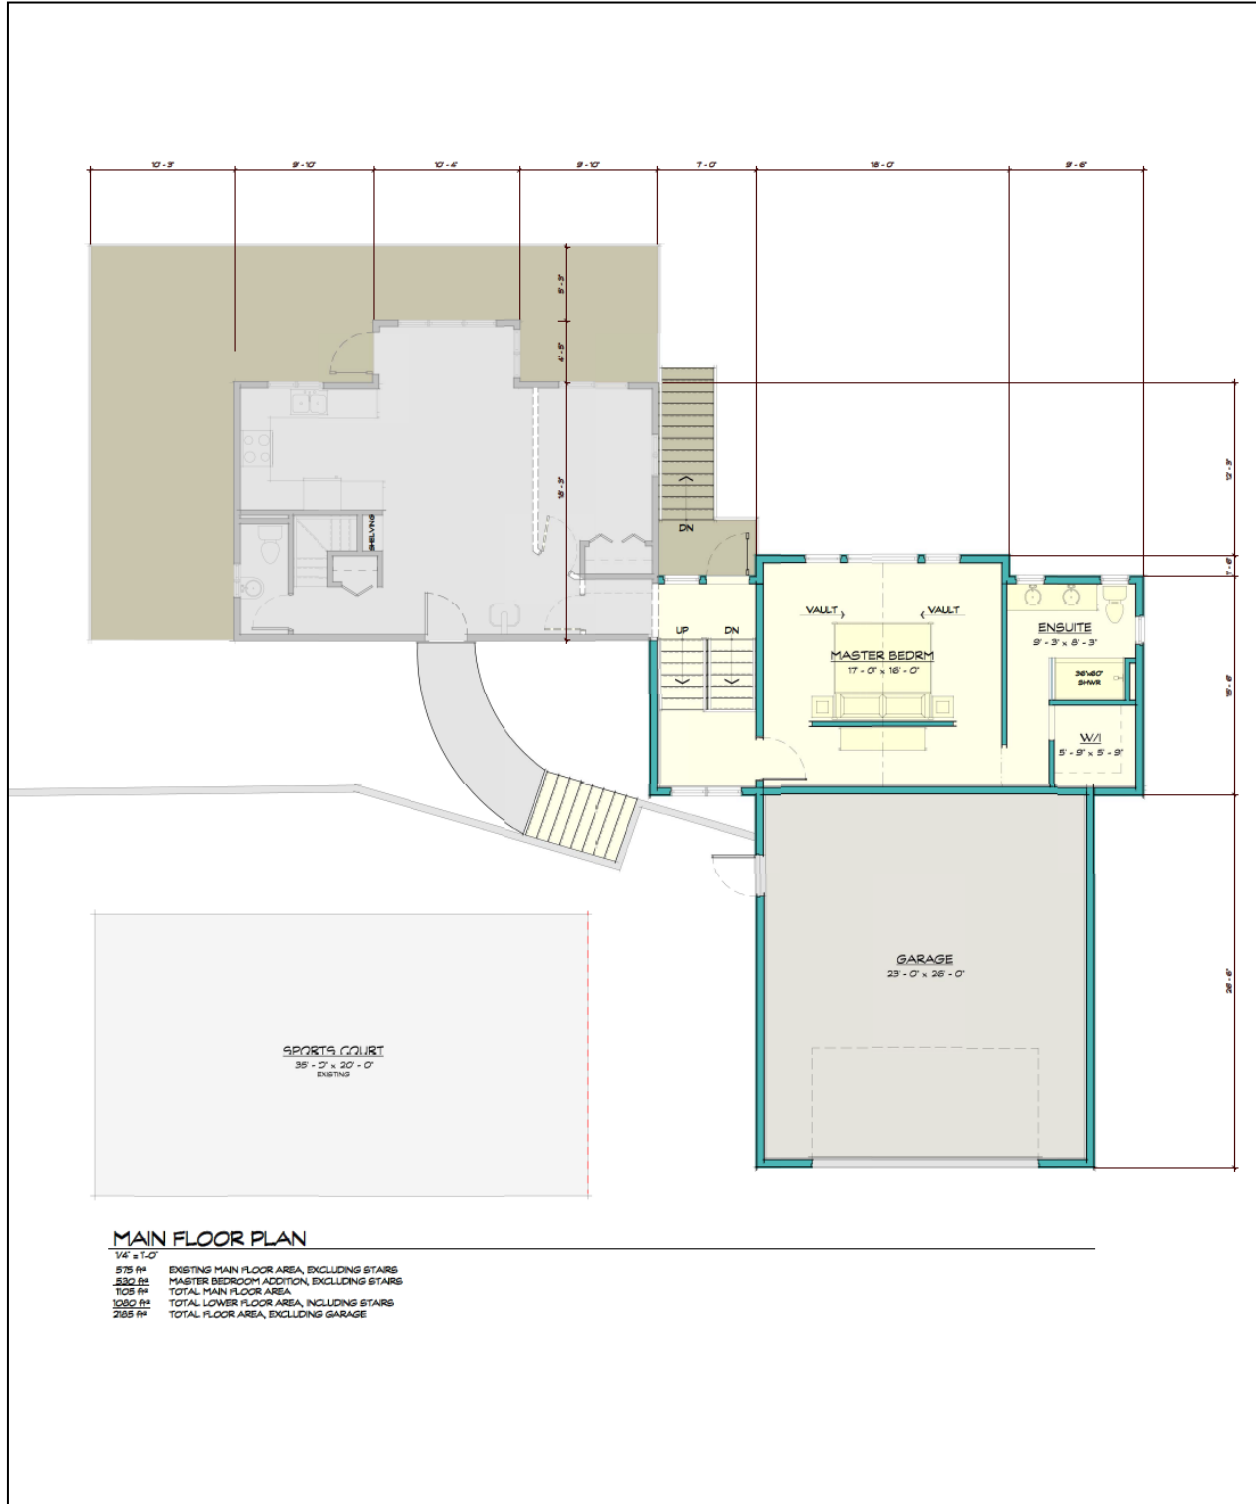 10' - 3" 9' - 10" 10' - 4" 9' - 10" 7' - 0" 18' - 0" 9' - 6"
5' - 3"
4' - 5"
18' - 3"
12' - 3"
1' - 6"
15' - 6"
26' - 6"
SHELVING
DN
UP DN
VAULT VAULT
MASTER BEDRM
17' - 0" x 16' - 0"
ENSUITE
9' - 3" x 8' - 3"
36"x60"
SHWR
W/I
5' - 9" x 5' - 9"
GARAGE
23' - 0" x 26' - 0"
SPORTS COURT
35' - 0" x 20' - 0"
EXISTING
MAIN FLOOR PLAN
1/4" = 1'-0"
575 ft² EXISTING MAIN FLOOR AREA, EXCLUDING STAIRS
530 ft² MASTER BEDROOM ADDITION, EXCLUDING STAIRS
1105 ft² TOTAL MAIN FLOOR AREA
1080 ft² TOTAL LOWER FLOOR AREA, INCLUDING STAIRS
2185 ft² TOTAL FLOOR AREA, EXCLUDING GARAGE